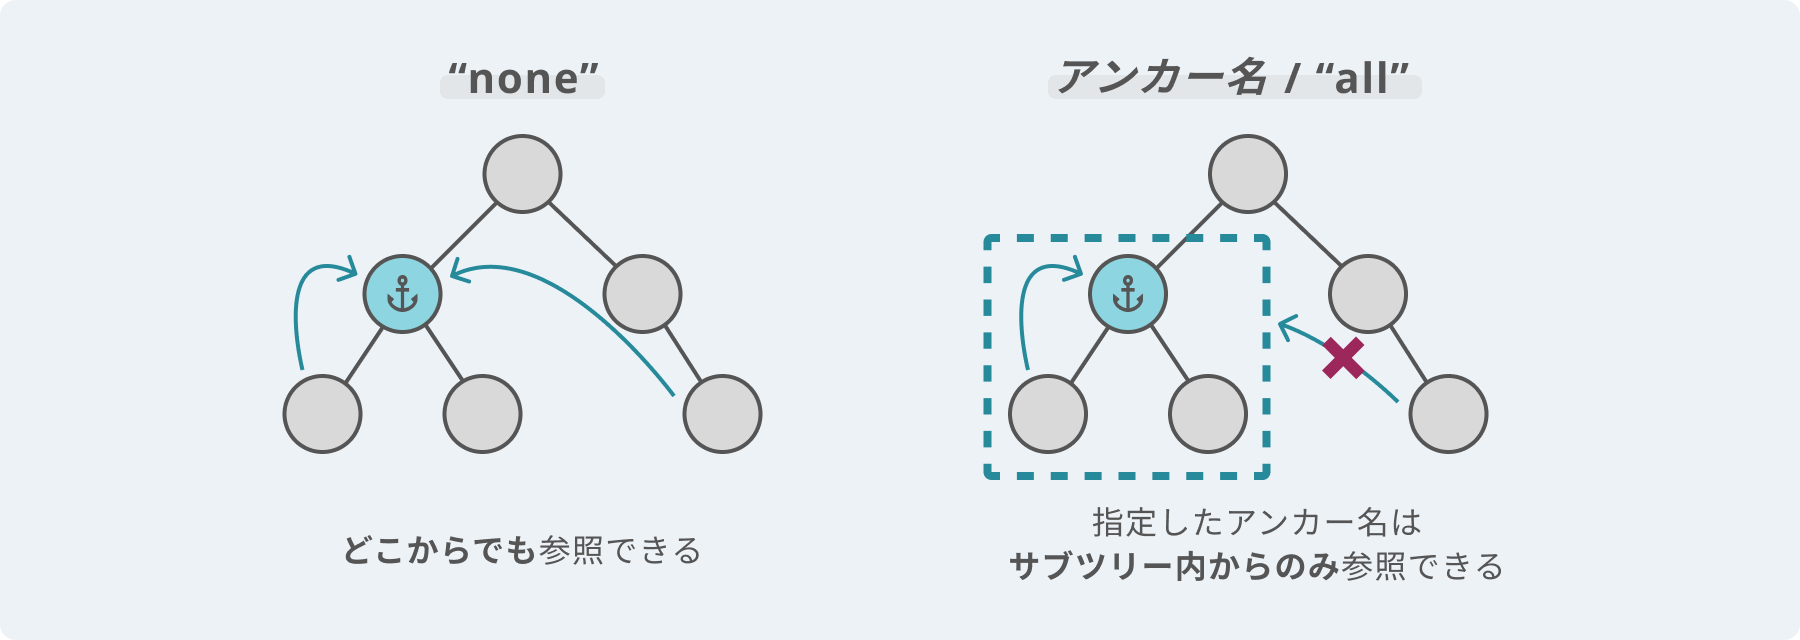 “none”
どこからでも参照できる
アンカー名 / “all”
指定したアンカー名は
サブツリー内からのみ参照できる